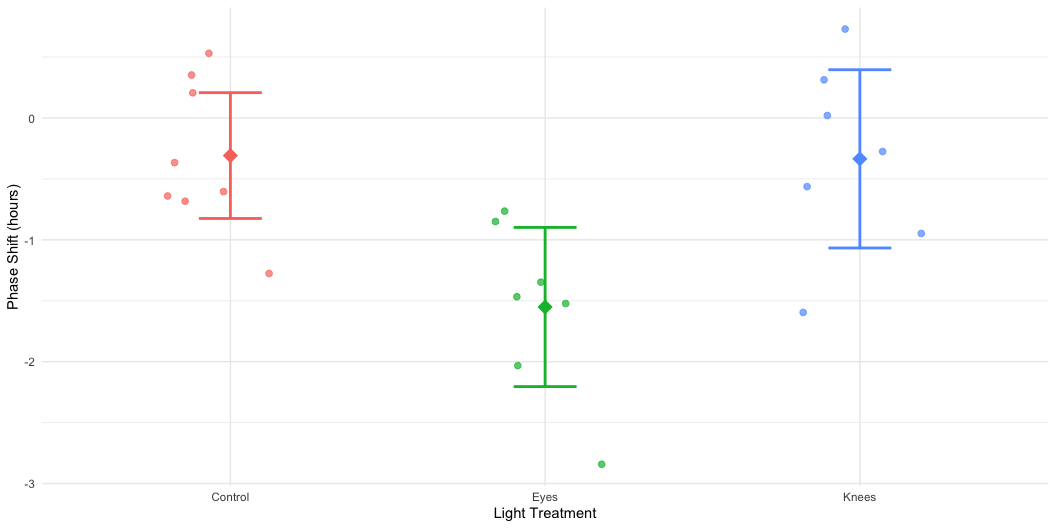 Phase Shift (hours)
0
-1
-2
-3
Control Eyes Knees
Light Treatment